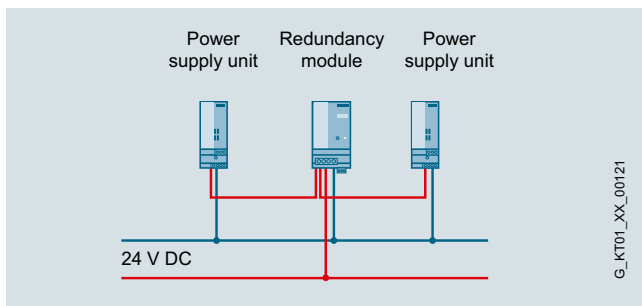 Power
supply unit
Redundancy
module
Power
supply unit
24 V DC
G_KT01_XX_00121